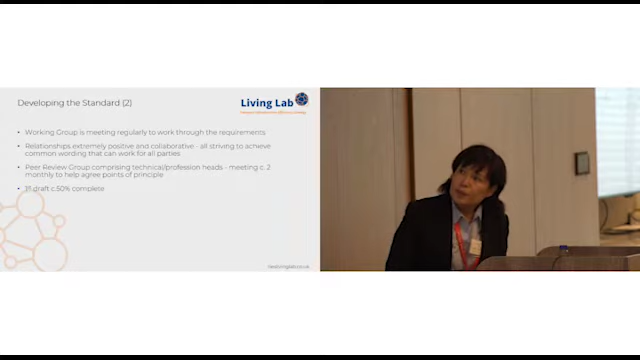 Developing the Standard (2)
Living Lab
Working Group is meeting regularly to work through the requirements
Relationships extremely positive and collaborative - all striving to achieve
common wording that can work for all parties
Peer Review Group comprising technical/profession heads - meeting c. 2
monthly to help agree points of principle
1st draft c.50% complete